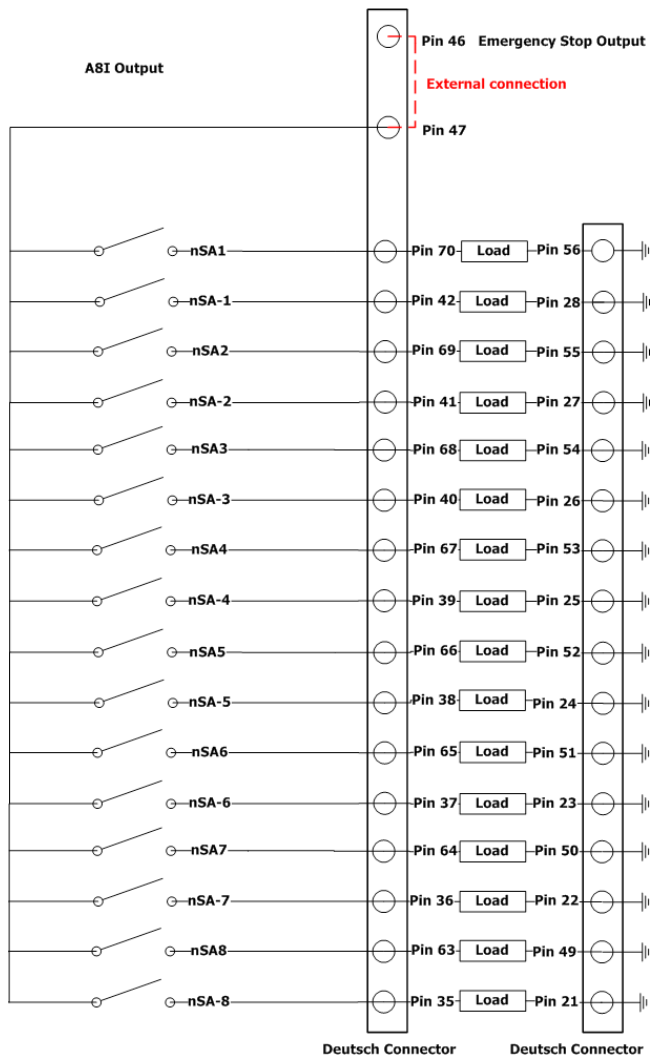 Pin 46 Emergency Stop Output
A8I Output
External connection
Pin 47
nSA1 Pin 70 Load Pin 56
nSA-1 Pin 42 Load Pin 28
nSA2 Pin 69 Load Pin 55
nSA-2 Pin 41 Load Pin 27
nSA3 Pin 68 Load Pin 54
nSA-3 Pin 40 Load Pin 26
nSA4 Pin 67 Load Pin 53
nSA-4 Pin 39 Load Pin 25
nSA5 Pin 66 Load Pin 52
nSA-5 Pin 38 Load Pin 24
nSA6 Pin 65 Load Pin 51
nSA-6 Pin 37 Load Pin 23
nSA7 Pin 64 Load Pin 50
nSA-7 Pin 36 Load Pin 22
nSA8 Pin 63 Load Pin 49
nSA-8 Pin 35 Load Pin 21
Deutsch Connector Deutsch Connector